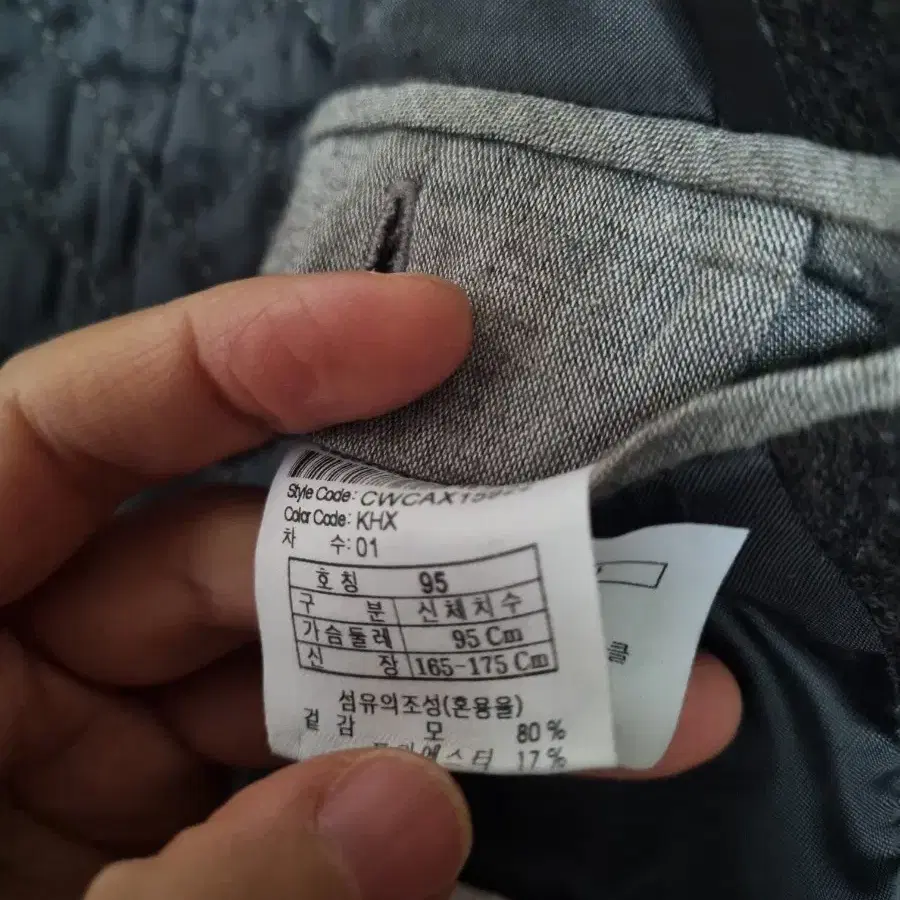 Style Code:
Color Code: KHX
차 수: 01
호칭 95
구 분 신체치수
가슴둘레 95 Cm
신 장 165-175 Cm
섬유의조성(혼용율)
겉 감 모 80 %
17 %